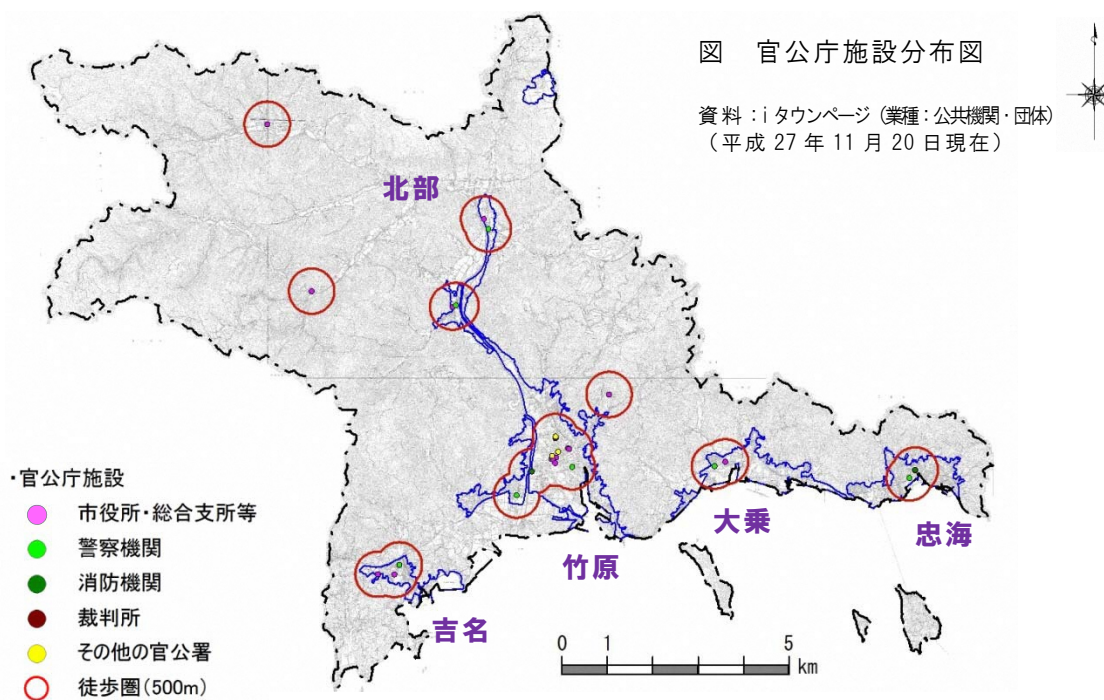 図 官公庁施設分布図
資料:iタウンページ(業種:公共機関・団体)
(平成27年11月20日現在)
北部
大乗
忠海
竹原
吉名
・官公庁施設
市役所・総合支所等
警察機関
消防機関
裁判所
その他の官公署
徒歩圏(500m)
0 1 5
km